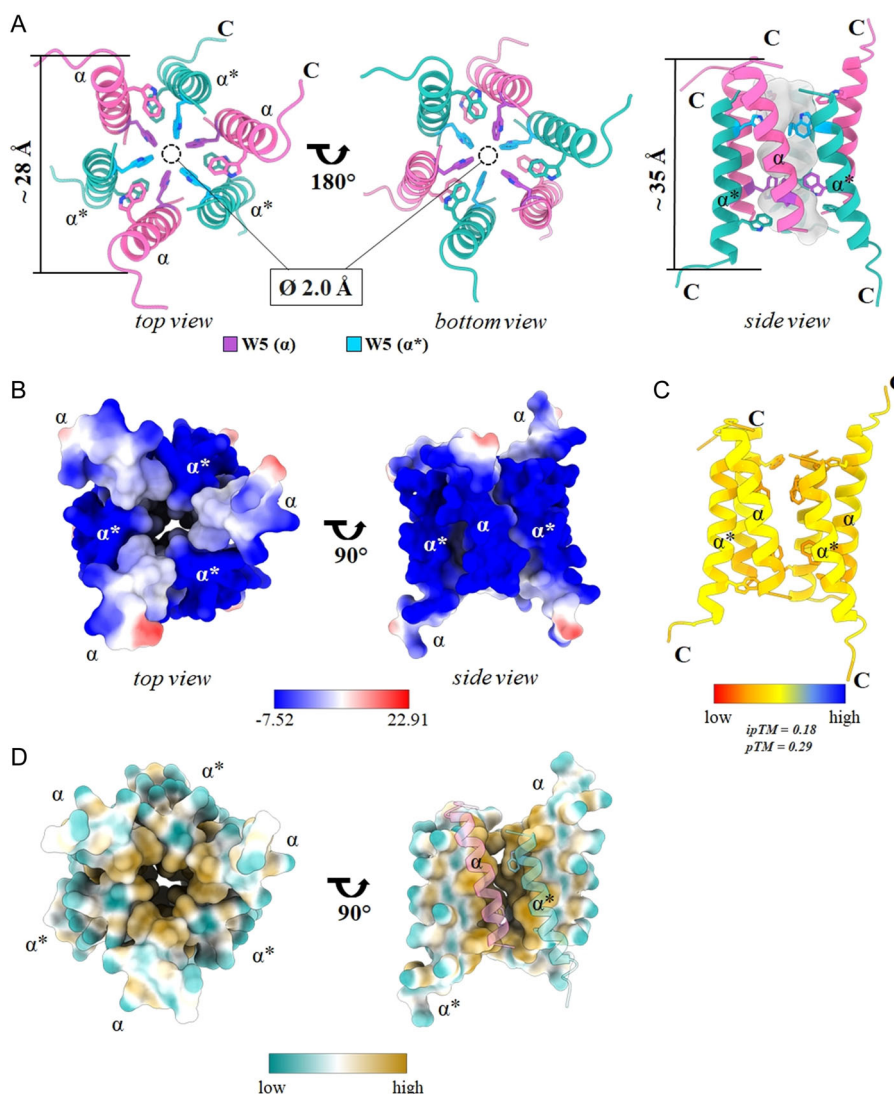 A
C
C
α
α*
α
α*
α*
α
~ 28 Å
180°
Ø 2.0 Å
top view
bottom view
W5 (α)
W5 (α*)
C
C
~ 35 Å
α
α*
α*
C
C
side view
B
α
α*
α
α*
α*
α
90°
α
α*
α
α*
α
top view
side view
-7.52
22.91
C
C
C
α
α
α*
α*
C
C
low
high
ipTM = 0.18
pTM = 0.29
D
α*
α
α
α*
α*
α
90°
α
α
α*
α*
low
high